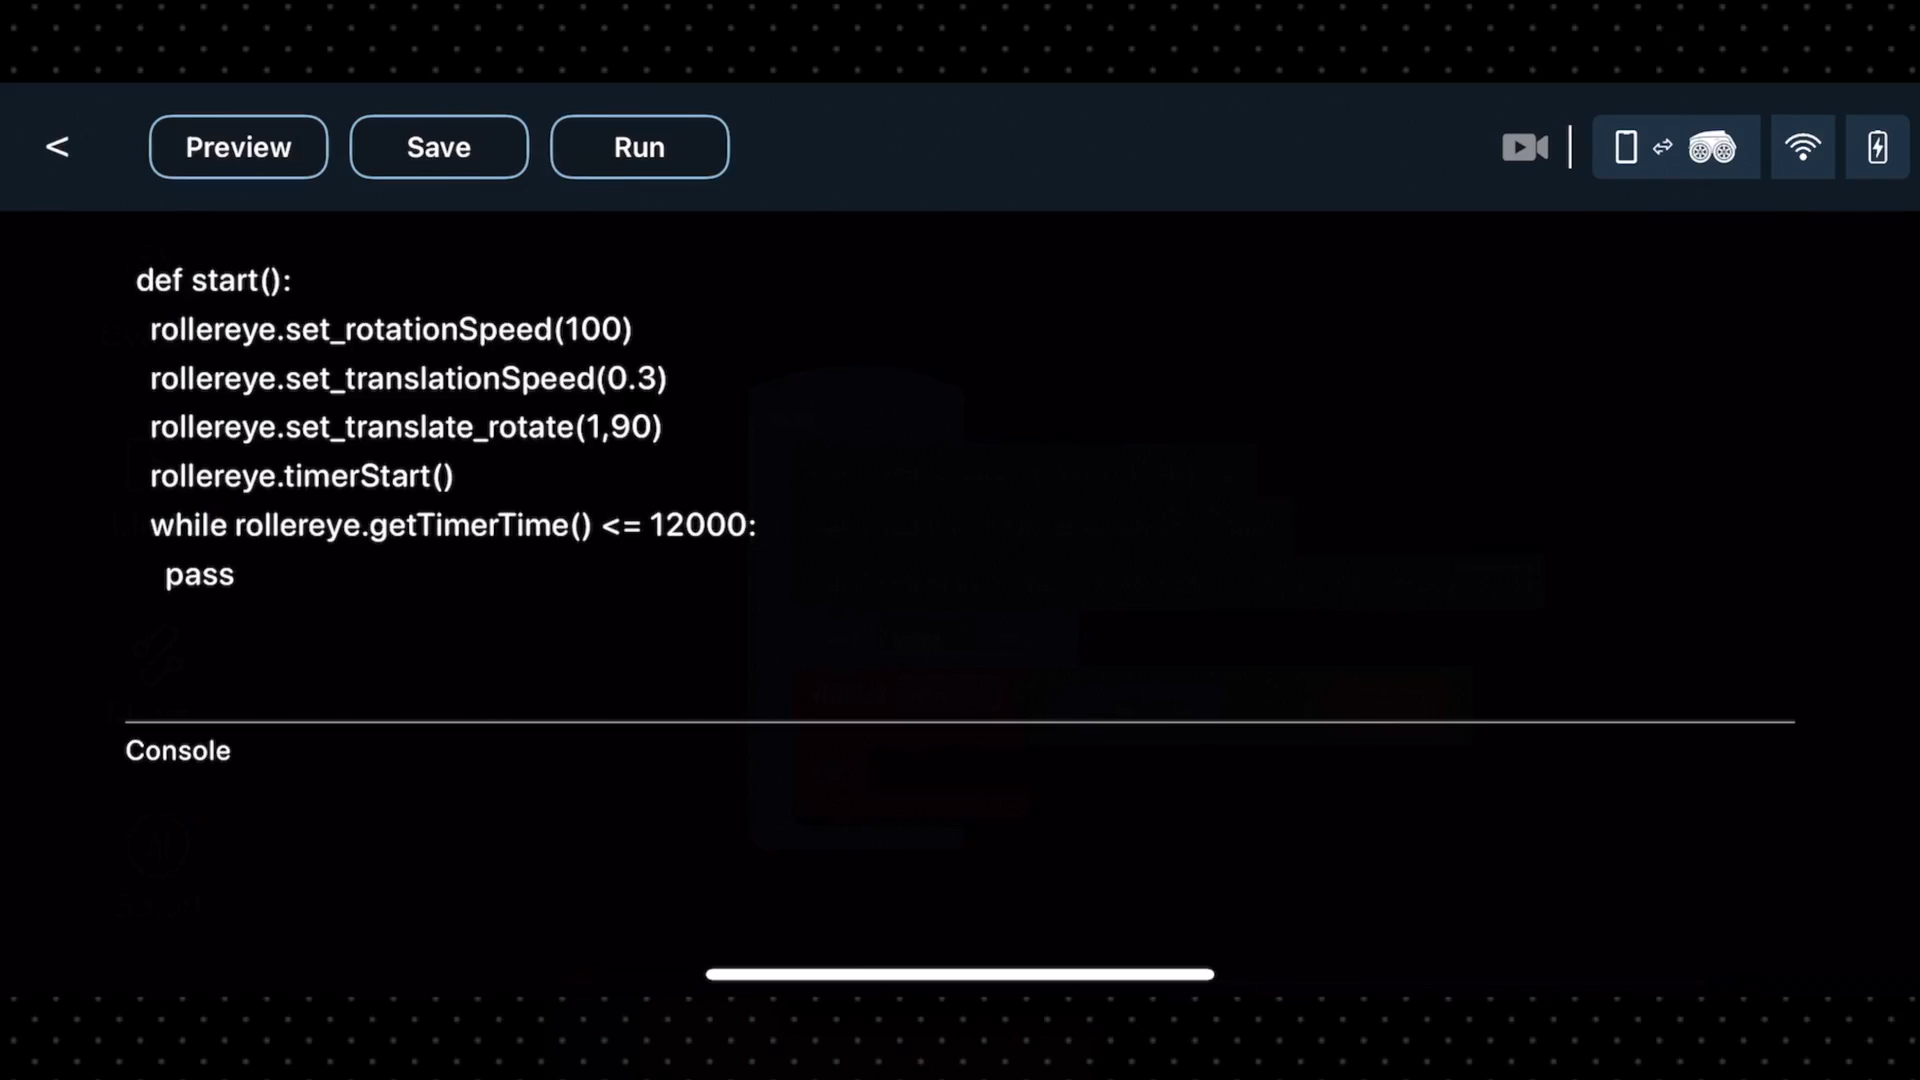 <
Preview
Save
Run
def start():
rollereye.set_rotationSpeed(100)
rollereye.set_translationSpeed(0.3)
rollereye.set_translate_rotate(1,90)
rollereye.timerStart()
while rollereye.getTimerTime() <= 12000:
pass
Console